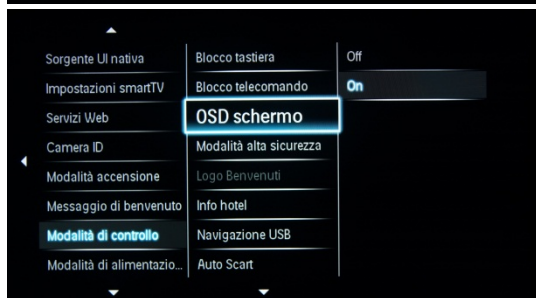 Sorgente UI nativa
Impostazioni smartTV
Servizi Web
Camera ID
Modalità accensione
Messaggio di benvenuto
Modalità di controllo
Modalità di alimentazio...
Blocco tastiera
Blocco telecomando
OSD schermo
Modalità alta sicurezza
Logo Benvenuti
Info hotel
Navigazione USB
Auto Scart
Off
On